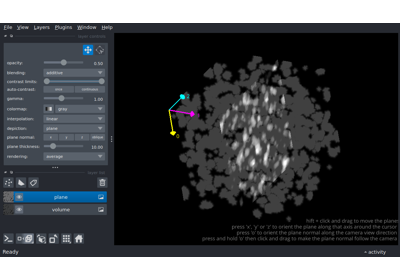 File View Layers Plugins Window Help
layer controls
opacity: 0.50
blending: additive
contrast limits:
auto-contrast: once continuous
gamma: 1.00
colormap: gray
interpolation: linear
depiction: plane
plane normal: x y z oblique
plane thickness: 10.00
rendering: average
layer list
plane
volume
shift + click and drag to move the plane
press 'x', 'y' or 'z' to orient the plane along that axis around the cursor
press 'o' to orient the plane normal along the camera view direction
press and hold 'o' then click and drag to make the plane normal follow the camera
Ready activity